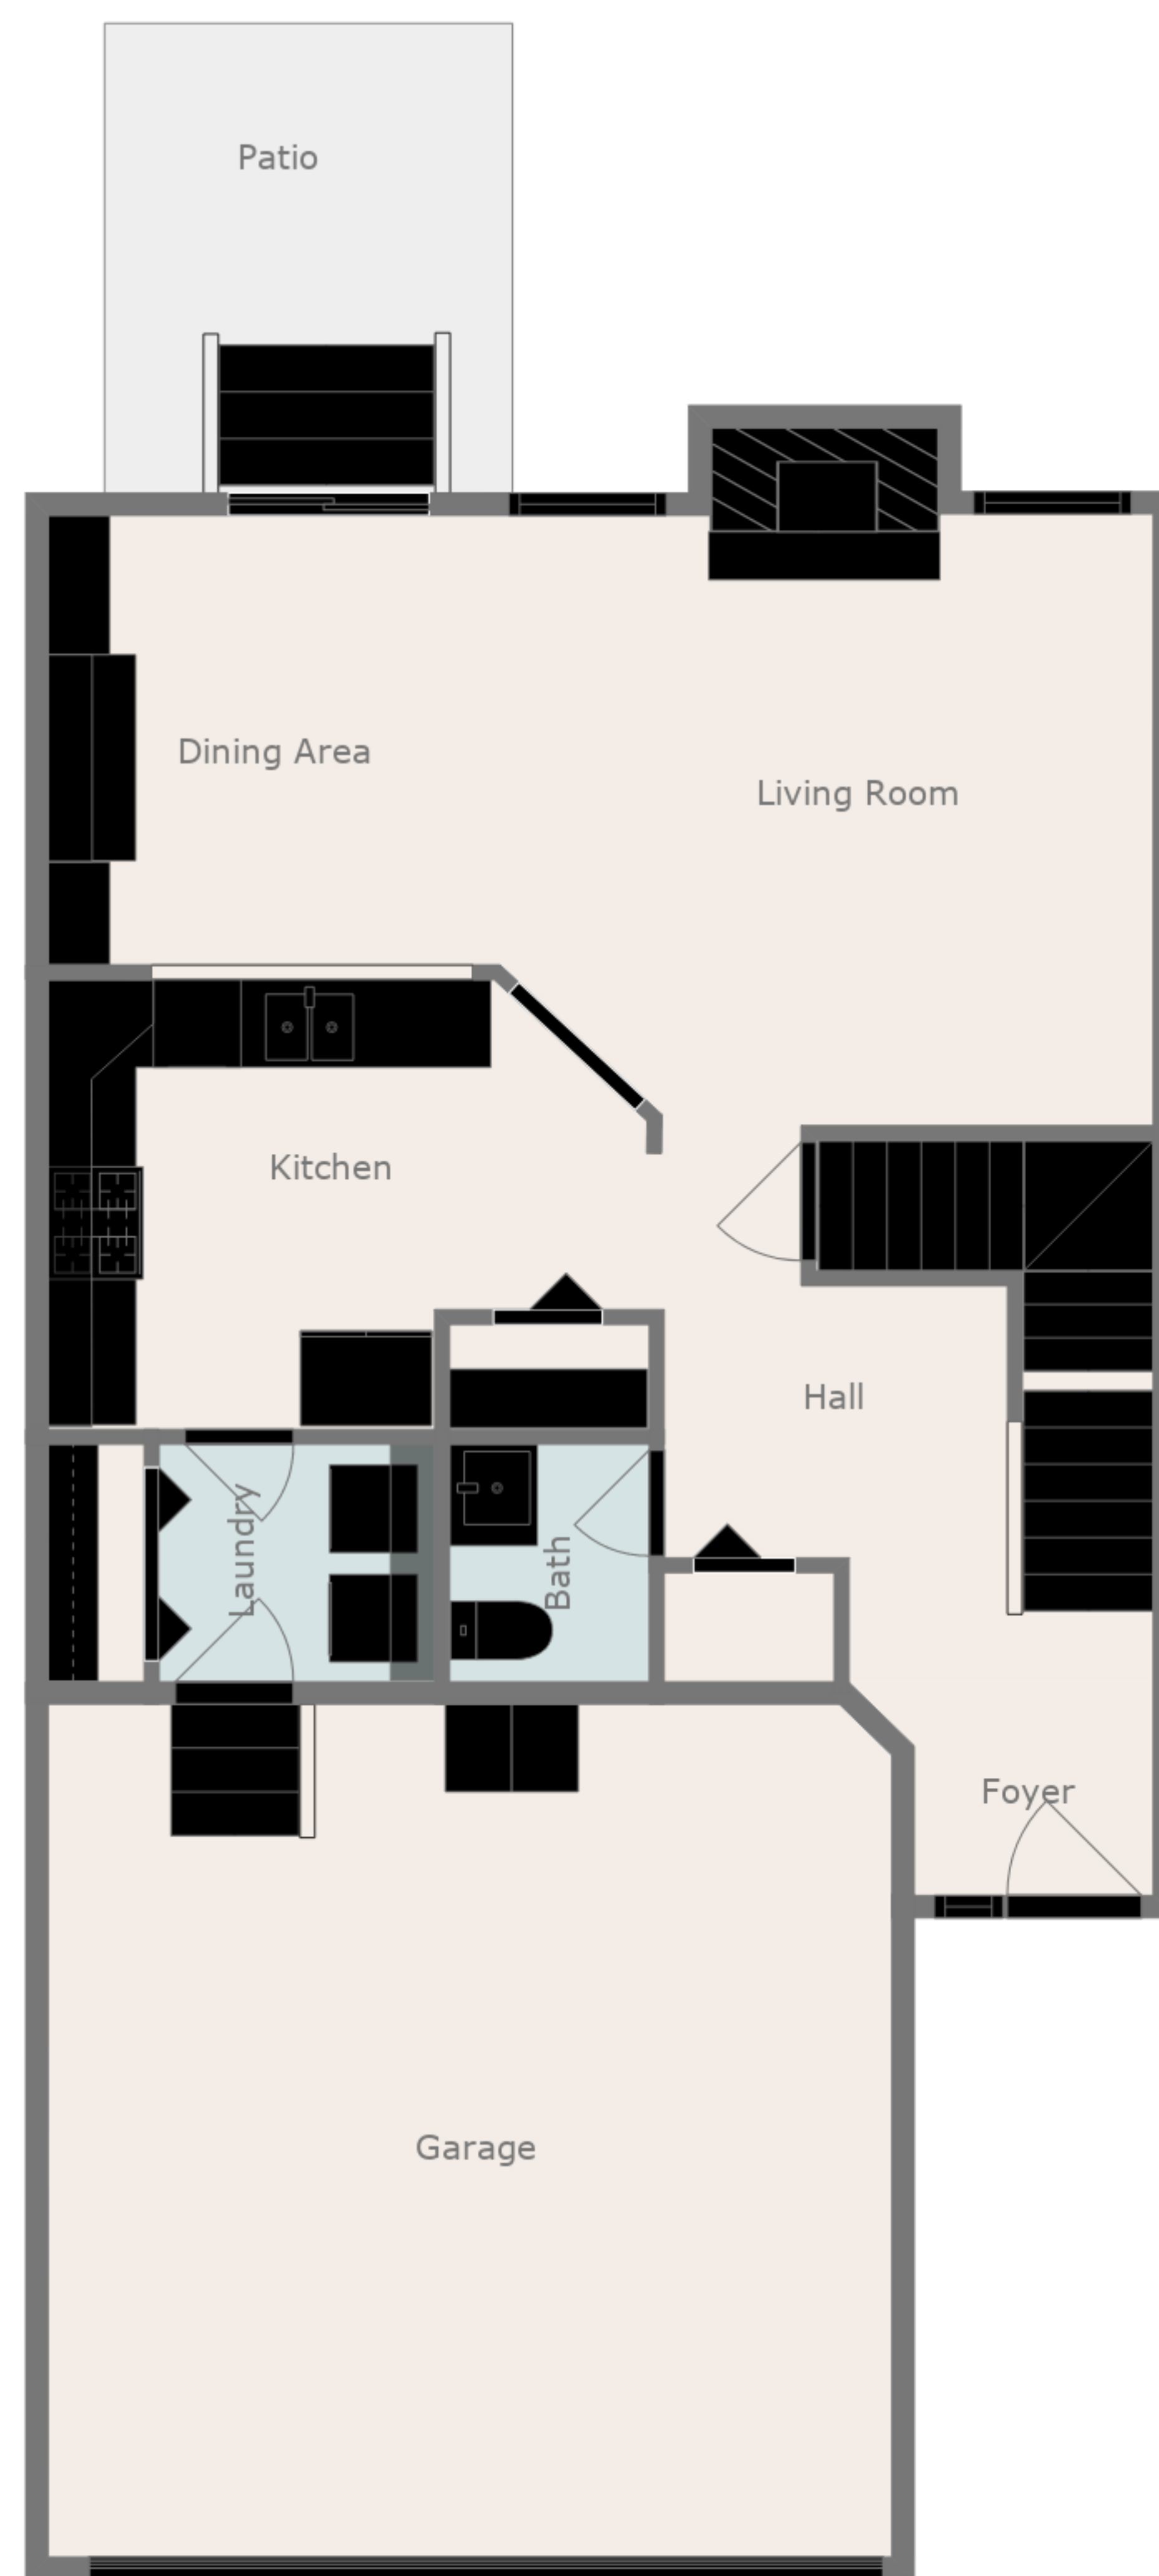 Patio
Dining Area
Living Room
Kitchen
Hall
Laundry
Bath
Foyer
Garage